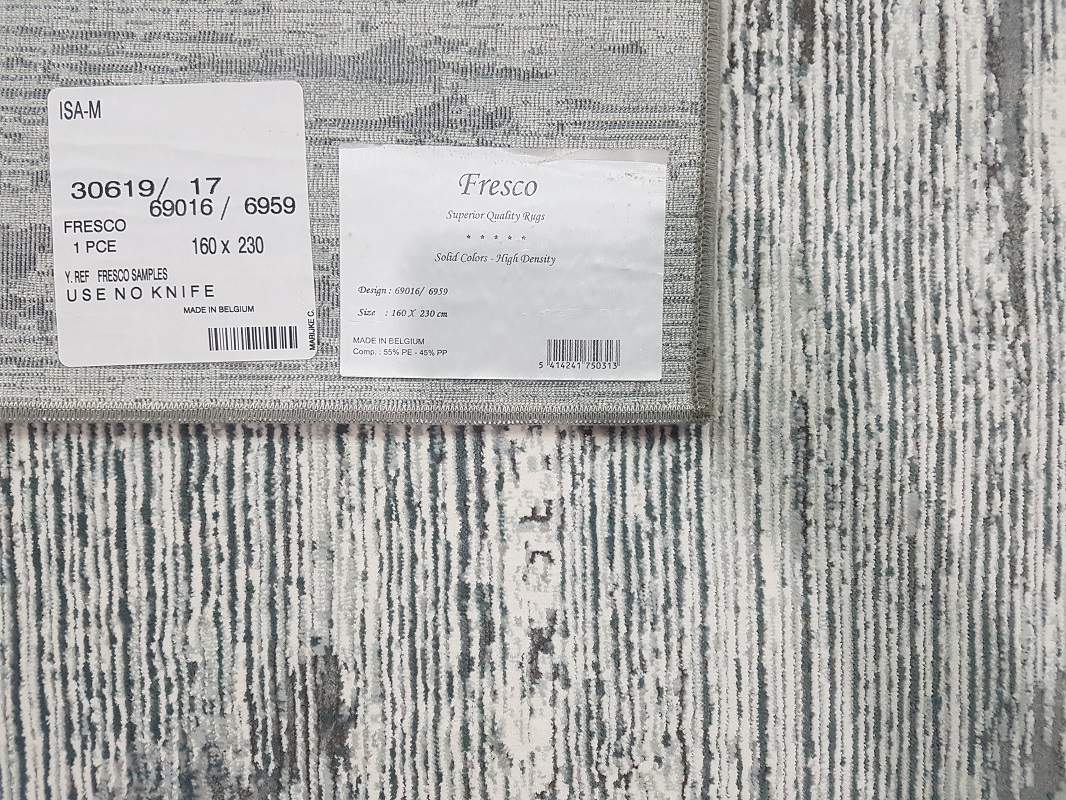 ISA-M
30619/ 17
69016 / 6959
FRESCO
1 PCE 160 x 230
Y. REF FRESCO SAMPLES
USE NO KNIFE
MADE IN BELGIUM
MARIJKE C.
Fresco
Superior Quality Rugs
* * * * *
Solid Colors - High Density
Design : 69016/ 6959
Size : 160 X 230 cm
MADE IN BELGIUM
Comp. : 55% PE - 45% PP
5 414241 750313